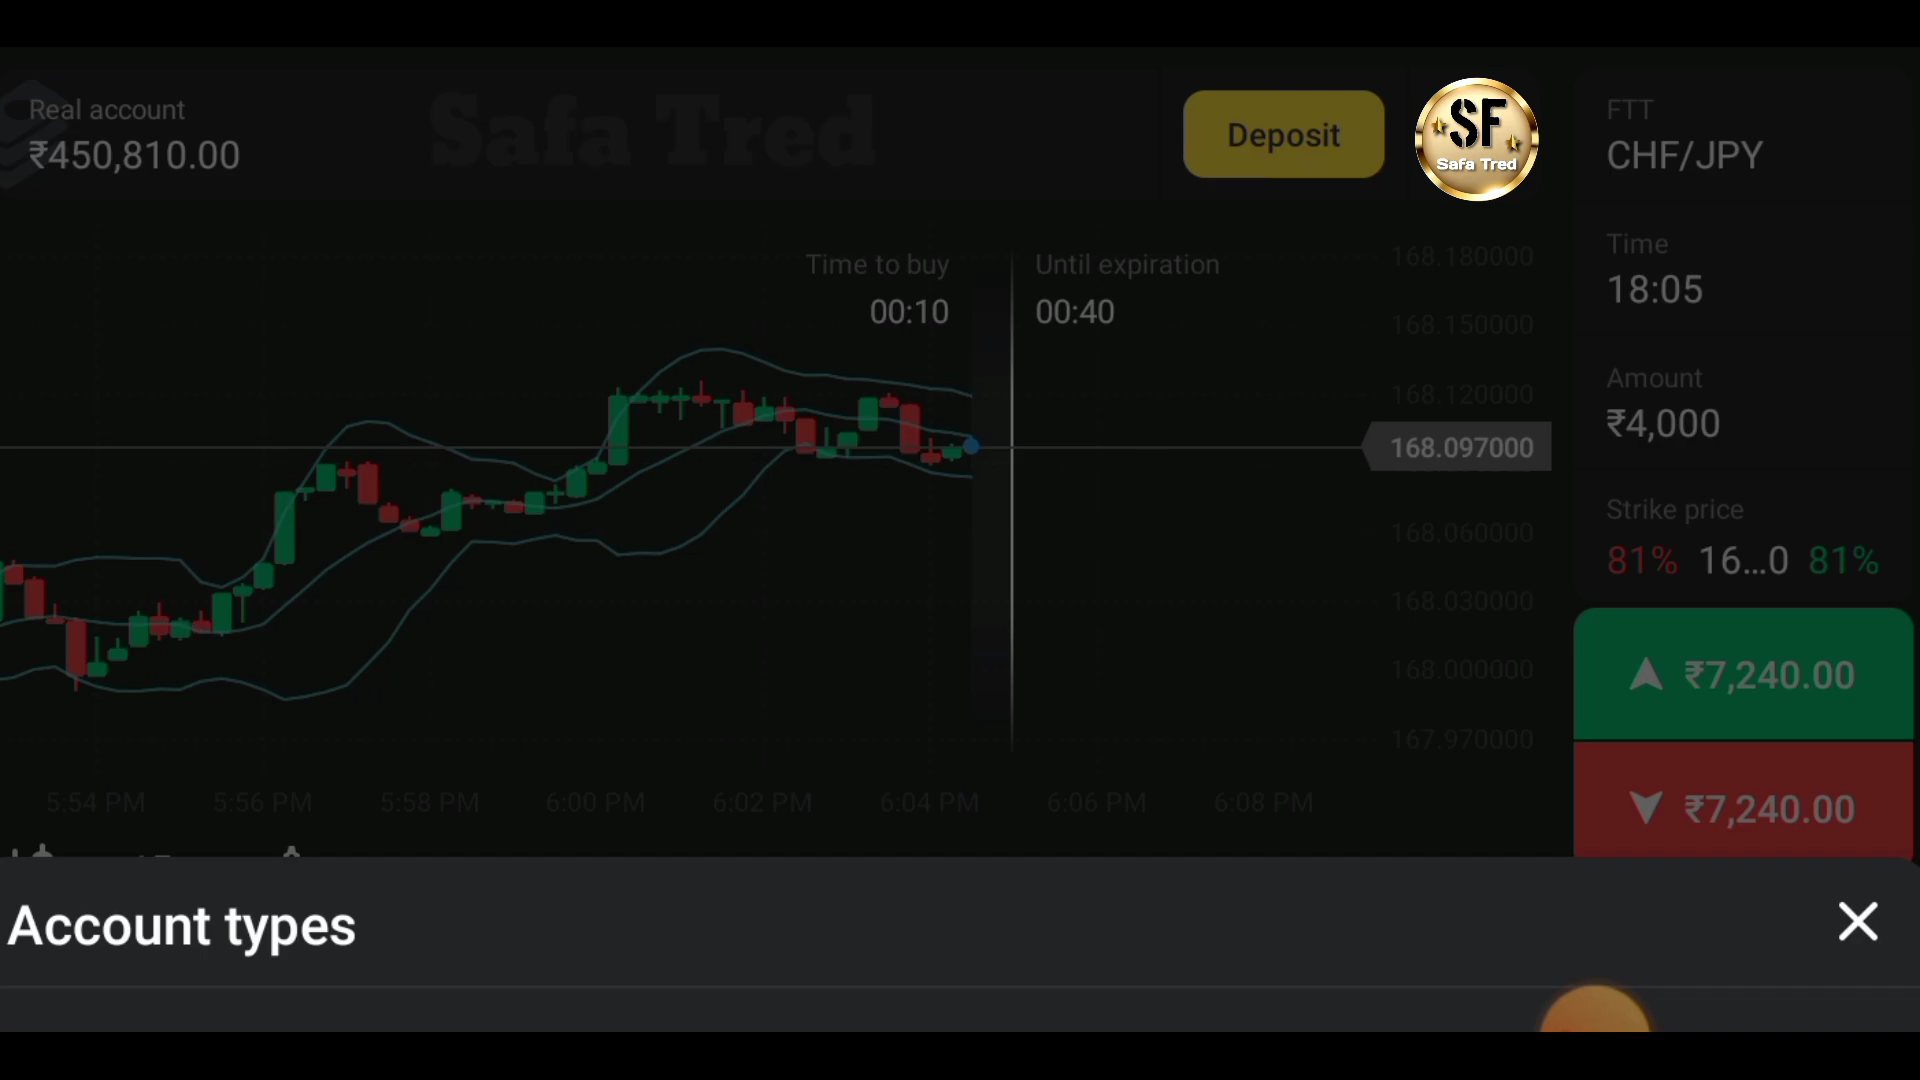 Real account
₹450,810.00
Safa Tred
Deposit
SF
Safa Tred
FTT
CHF/JPY
Time
18:05
Amount
₹4,000
Strike price
81% 16...0 81%
₹7,240.00
₹7,240.00
Time to buy
00:10
Until expiration
00:40
168.180000
168.150000
168.120000
168.097000
168.060000
168.030000
168.000000
167.970000
5:54 PM 5:56 PM 5:58 PM 6:00 PM 6:02 PM 6:04 PM 6:06 PM 6:08 PM
Account types